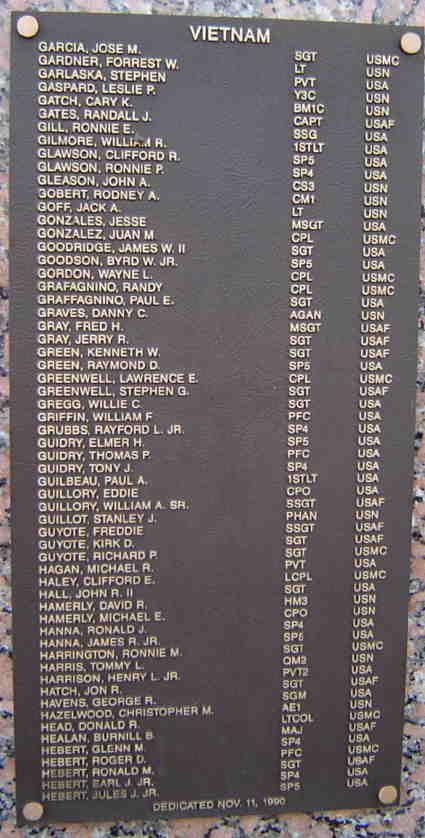 VIETNAM
GARCIA, JOSE M. SGT USMC
GARDNER, FORREST W. LT USN
GARLASKA, STEPHEN PVT USA
GASPARD, LESLIE P. Y3C USN
GATCH, CARY K. BM1C USN
GATES, RANDALL J. CAPT USAF
GILL, RONNIE E. SSG USA
GILMORE, WILLIAM R. 1STLT USA
GLAWSON, CLIFFORD R. SP5 USA
GLAWSON, RONNIE P. SP4 USA
GLEASON, JOHN A. CS3 USN
GOBERT, RODNEY A. CM1 USN
GOFF, JACK A. LT USN
GONZALES, JESSE MSGT USA
GONZALEZ, JUAN M CPL USMC
GOODRIDGE, JAMES W. II SGT USA
GOODSON, BYRD W. JR. SP5 USA
GORDON, WAYNE L. CPL USMC
GRAFAGNINO, RANDY CPL USMC
GRAFFAGNINO, PAUL E. SGT USA
GRAVES, DANNY C. AGAN USN
GRAY, FRED H. MSGT USAF
GRAY, JERRY R. SGT USAF
GREEN, KENNETH W. SGT USAF
GREEN, RAYMOND D. SP5 USA
GREENWELL, LAWRENCE E. CPL USMC
GREENWELL, STEPHEN G. SGT USAF
GREGG, WILLIE C. SGT USA
GRIFFIN, WILLIAM F PFC USA
GRUBBS, RAYFORD L. JR. SP4 USA
GUIDRY, ELMER H. SP5 USA
GUIDRY, THOMAS P. PFC USA
GUIDRY, TONY J. SP4 USA
GUILBEAU, PAUL A. 1STLT USA
GUILLORY, EDDIE CPO USA
GUILLORY, WILLIAM A. SR. SSGT USAF
GUILLOT, STANLEY J. PHAN USN
GUYOTE, FREDDIE SSGT USAF
GUYOTE, KIRK D. SGT USAF
GUYOTE, RICHARD P. SGT USMC
HAGAN, MICHAEL R. PVT USA
HALEY, CLIFFORD E. LCPL USMC
HALL, JOHN R. II SGT USA
HAMERLY, DAVID R. HM3 USN
HAMERLY, MICHAEL E. CPO USN
HANNA, RONALD J. SP4 USA
HANNA, JAMES R. JR. SP5 USA
HARRINGTON, RONNIE M. SGT USMC
HARRIS, TOMMY L. QM3 USN
HARRISON, HENRY L. JR. PVT2 USA
HATCH, JON R. SGT USAF
HAVENS, GEORGE R. SGM USA
HAZELWOOD, CHRISTOPHER M. AE1 USN
HEAD, DONALD R. LTCOL USMC
HEALAN, BURNILL B. MAJ USAF
HEBERT, GLENN M. SP4 USA
HEBERT, ROGER D. PFC USMC
HEBERT, RONALD M. SGT USAF
HEBERT, EARL J. JR. SP4 USA
HEBERT, JULES J. JR. SP5 USA
DEDICATED NOV. 11, 1990